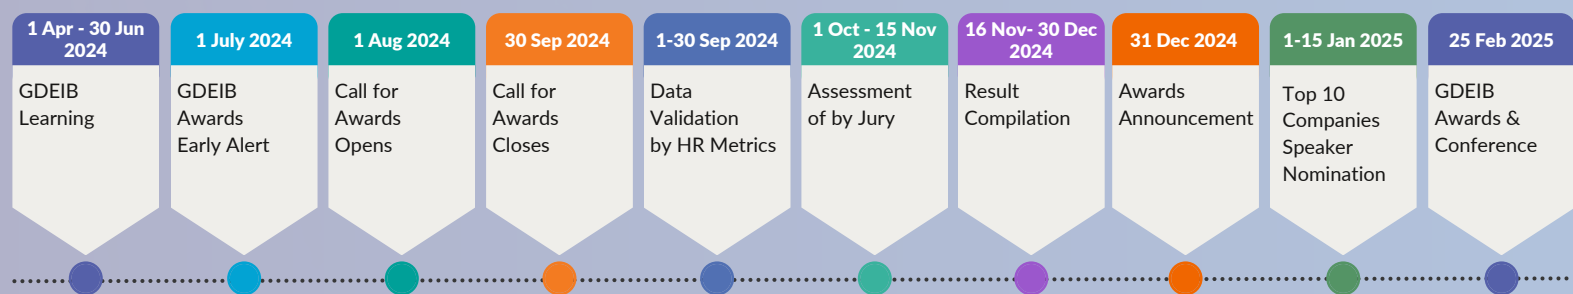 1 Apr - 30 Jun
2024
GDEIB
Learning
1 July 2024
GDEIB
Awards
Early Alert
1 Aug 2024
Call for
Awards
Opens
30 Sep 2024
Call for
Awards
Closes
1-30 Sep 2024
Data
Validation
by HR Metrics
1 Oct - 15 Nov
2024
Assessment
of by Jury
16 Nov- 30 Dec
2024
Result
Compilation
31 Dec 2024
Awards
Announcement
1-15 Jan 2025
Top 10
Companies
Speaker
Nomination
25 Feb 2025
GDEIB
Awards &
Conference